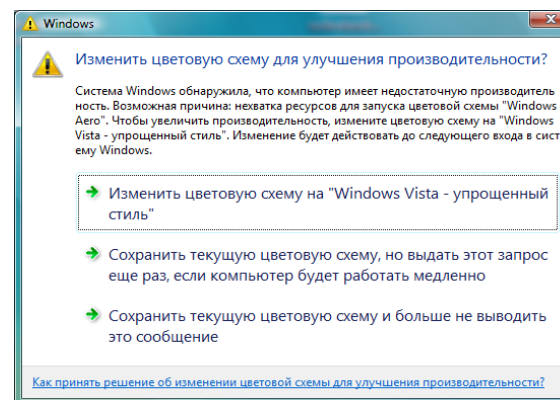 Windows
Изменить цветовую схему для улучшения производительности?
Система Windows обнаружила, что компьютер имеет недостаточную производитель
ность. Возможная причина: нехватка ресурсов для запуска цветовой схемы "Windows
Aero". Чтобы увеличить производительность, измените цветовую схему на "Windows
Vista - упрощенный стиль". Изменение будет действовать до следующего входа в сист
ему Windows.
Изменить цветовую схему на "Windows Vista - упрощенный
стиль"
Сохранить текущую цветовую схему, но выдать этот запрос
еще раз, если компьютер будет работать медленно
Сохранить текущую цветовую схему и больше не выводить
это сообщение
Как принять решение об изменении цветовой схемы для улучшения производительности?